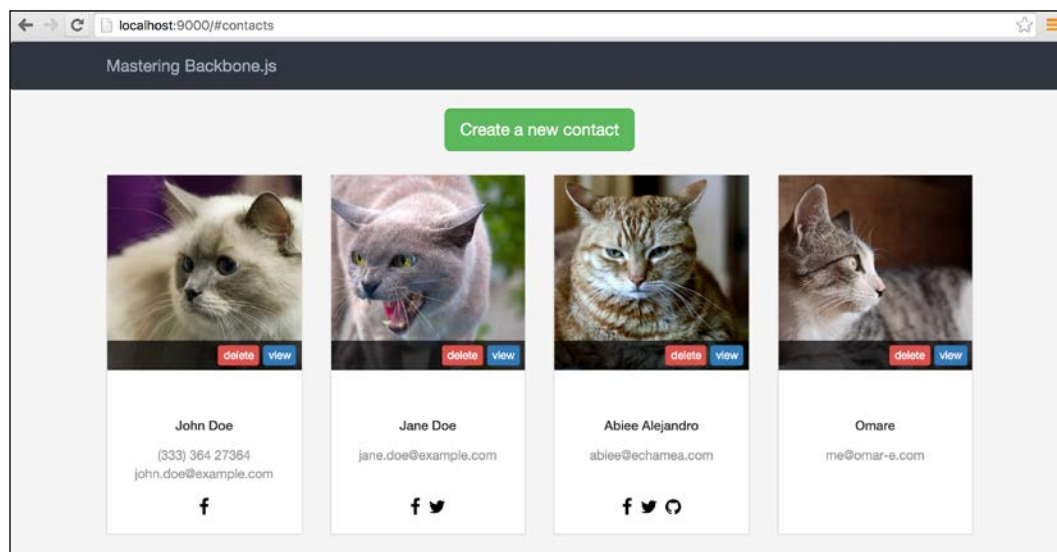 localhost:9000/#contacts
Mastering Backbone.js
Create a new contact
delete view
delete view
delete view
delete view
John Doe
(333) 364 27364
john.doe@example.com
Jane Doe
jane.doe@example.com
Abiee Alejandro
abiee@echamea.com
Omare
me@omar-e.com